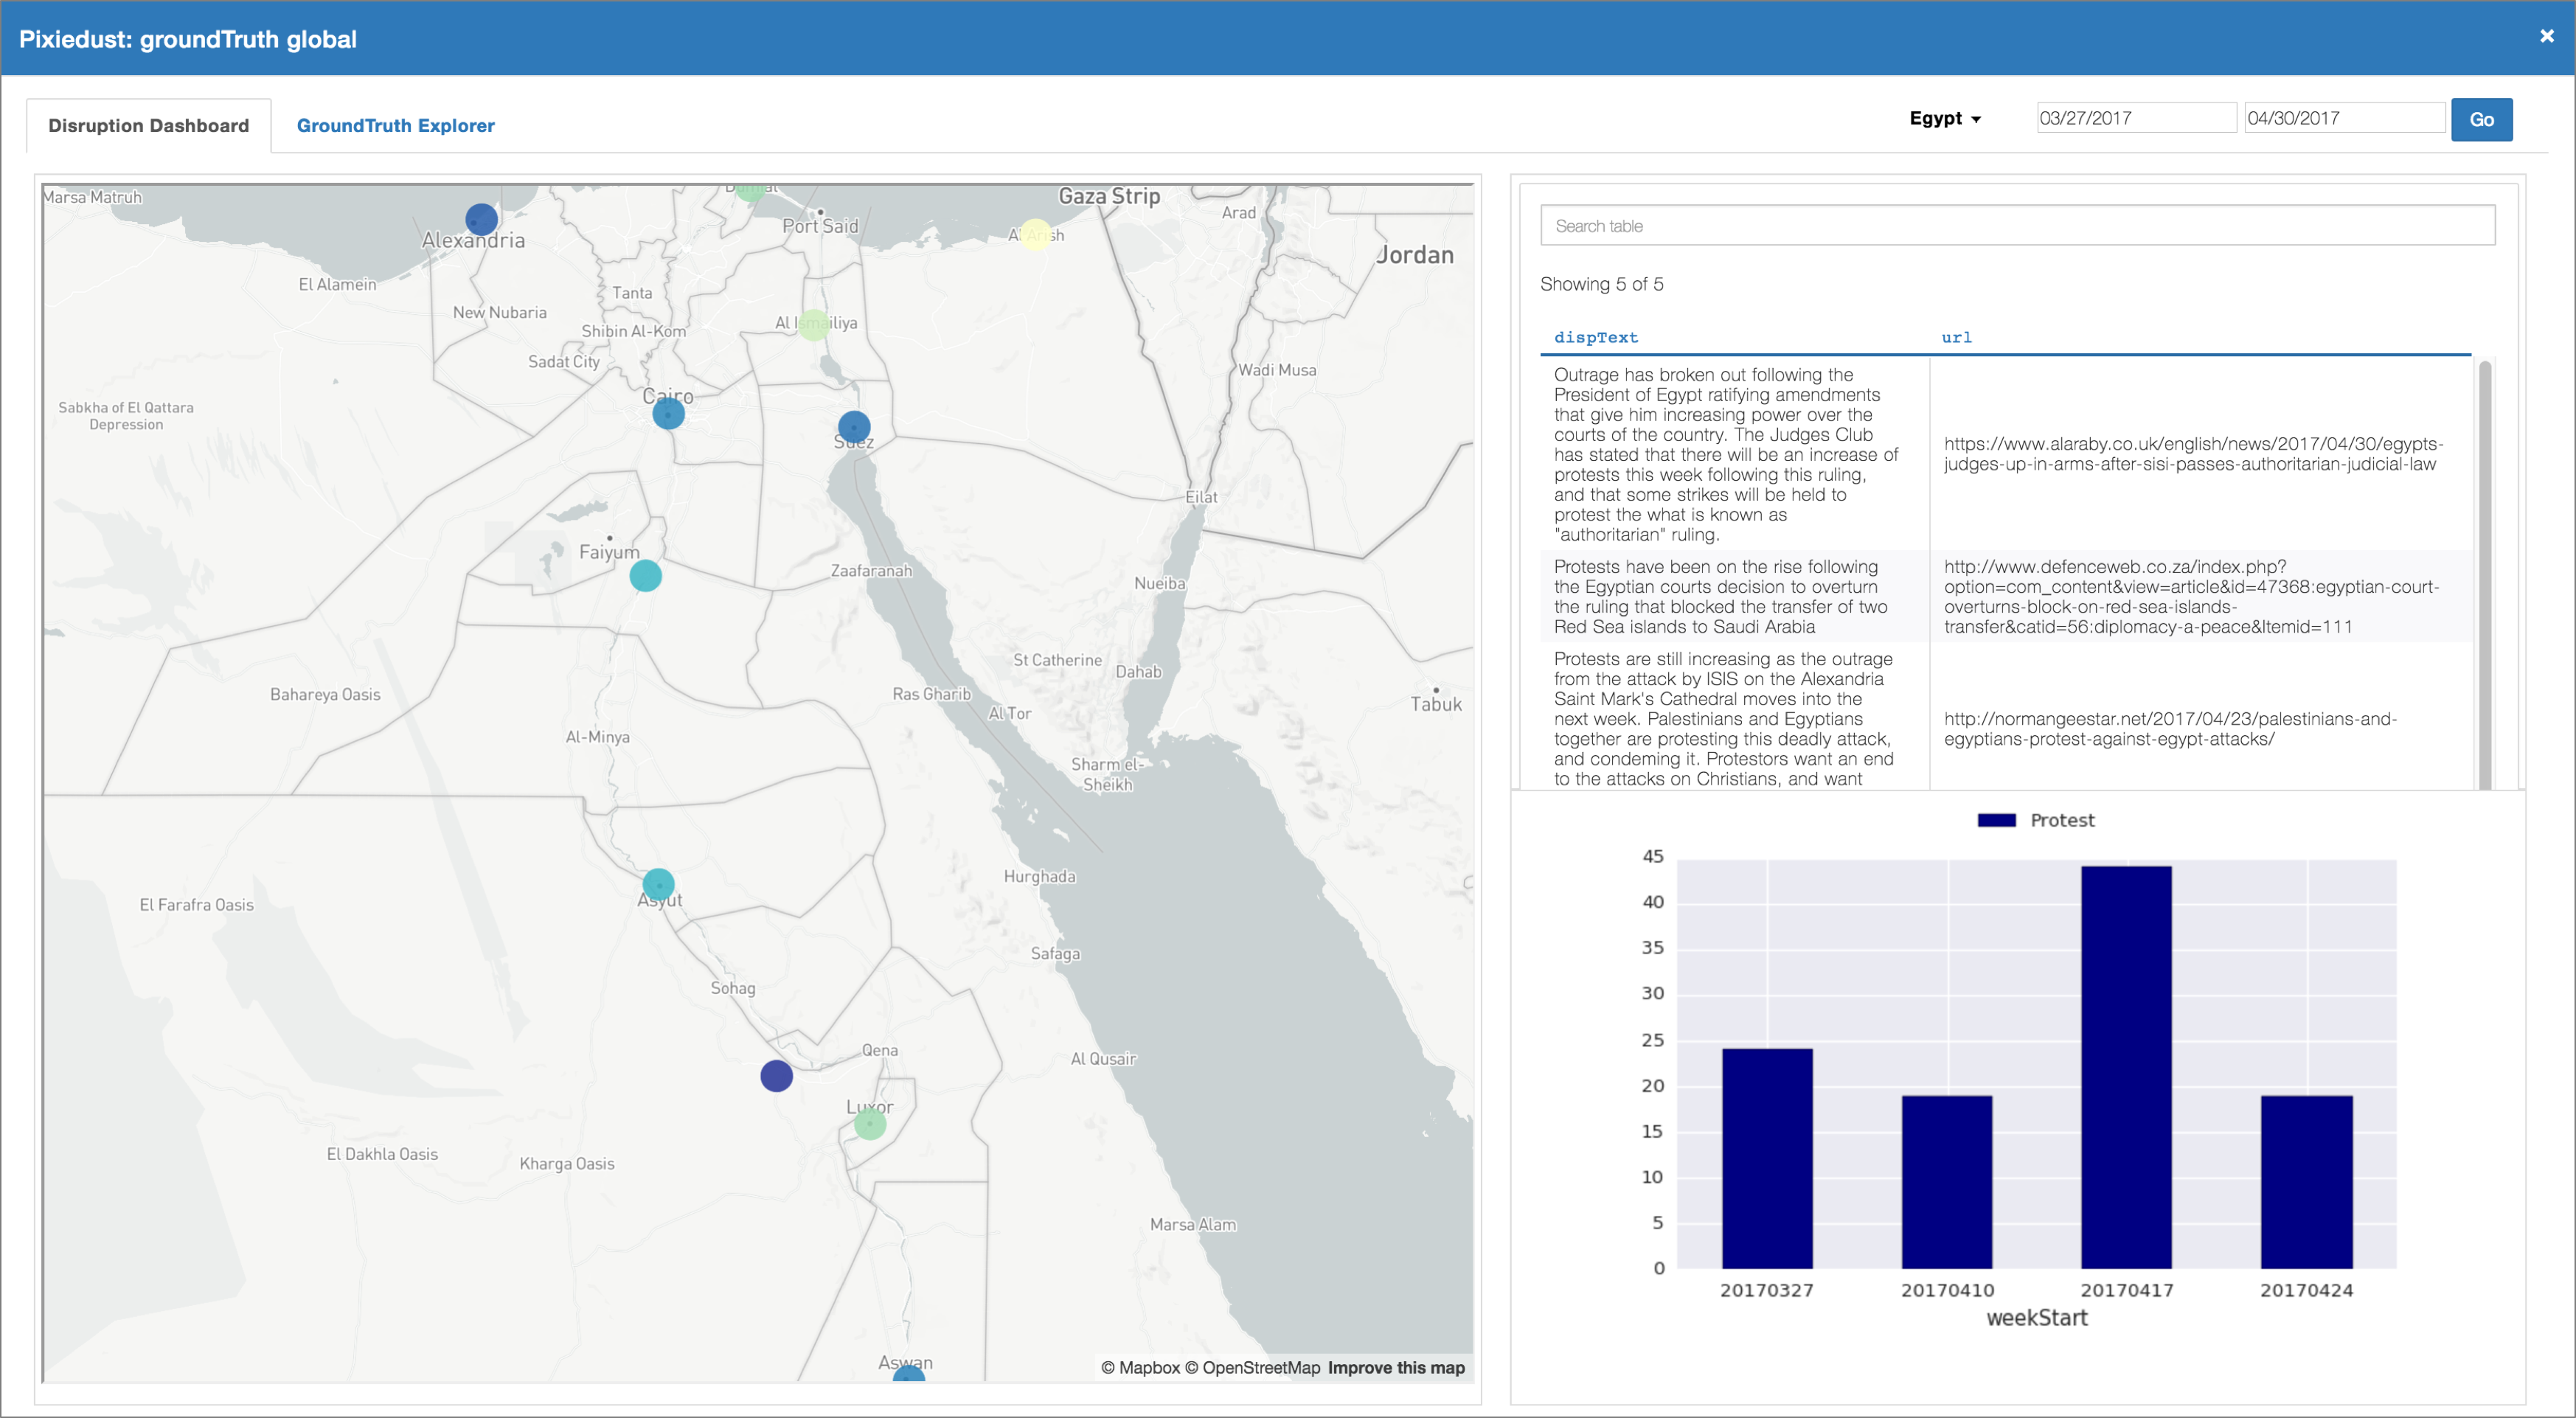 Pixiedust: groundTruth global
×
Disruption Dashboard
GroundTruth Explorer
Egypt
03/27/2017
04/30/2017
Go
Marsa Matruh
Dumiat
Gaza Strip
Alexandria
Port Said
Al Arish
Arad
Jordan
El Alamein
Tanta
New Nubaria
Shibin Al-Kom
Al Ismailiya
Sadat City
Wadi Musa
Cairo
Sabkha of El Qattara
Depression
Suez
Eilat
Faiyum
Zaafaranah
Nueiba
St Catherine
Dahab
Bahareya Oasis
Ras Gharib
Al Tor
Tabuk
Al-Minya
Sharm el-
Sheikh
Hurghada
Asyut
El Farafra Oasis
Safaga
Sohag
Qena
Al Qusair
Luxor
El Dakhla Oasis
Kharga Oasis
Marsa Alam
Aswan
© Mapbox © OpenStreetMap Improve this map
Search table
Showing 5 of 5
dispText
url
Outrage has broken out following the
President of Egypt ratifying amendments
that give him increasing power over the
courts of the country. The Judges Club
has stated that there will be an increase of
protests this week following this ruling,
and that some strikes will be held to
protest the what is known as
"authoritarian" ruling.
https://www.alaraby.co.uk/english/news/2017/04/30/egypts-
judges-up-in-arms-after-sisi-passes-authoritarian-judicial-law
Protests have been on the rise following
the Egyptian courts decision to overturn
the ruling that blocked the transfer of two
Red Sea islands to Saudi Arabia
http://www.defenceweb.co.za/index.php?
option=com_content&view=article&id=47368:egyptian-court-
overturns-block-on-red-sea-islands-
transfer&catid=56:diplomacy-a-peace&Itemid=111
Protests are still increasing as the outrage
from the attack by ISIS on the Alexandria
Saint Mark's Cathedral moves into the
next week. Palestinians and Egyptians
together are protesting this deadly attack,
and condeming it. Protestors want an end
to the attacks on Christians, and want
http://normangeestar.net/2017/04/23/palestinians-and-
egyptians-protest-against-egypt-attacks/
Protest
45
40
35
30
25
20
15
10
5
0
20170327
20170410
20170417
20170424
weekStart